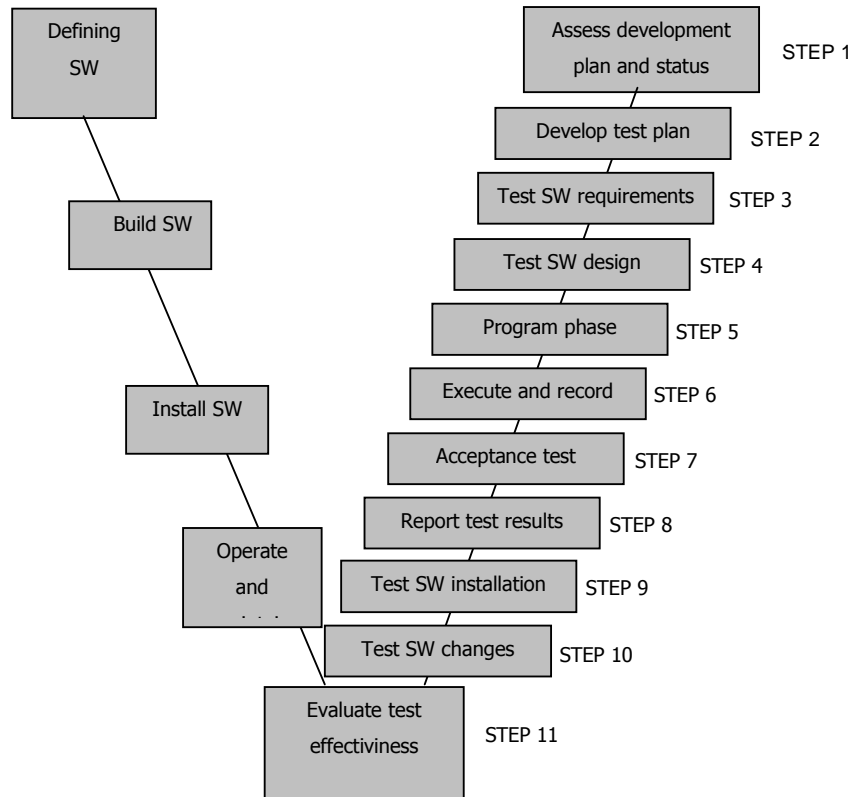 Defining
SW
Build SW
Install SW
Operate
and
Assess development
plan and status
STEP 1
Develop test plan
STEP 2
Test SW requirements
STEP 3
Test SW design
STEP 4
Program phase
STEP 5
Execute and record
STEP 6
Acceptance test
STEP 7
Report test results
STEP 8
Test SW installation
STEP 9
Test SW changes
STEP 10
Evaluate test
effectiviness
STEP 11